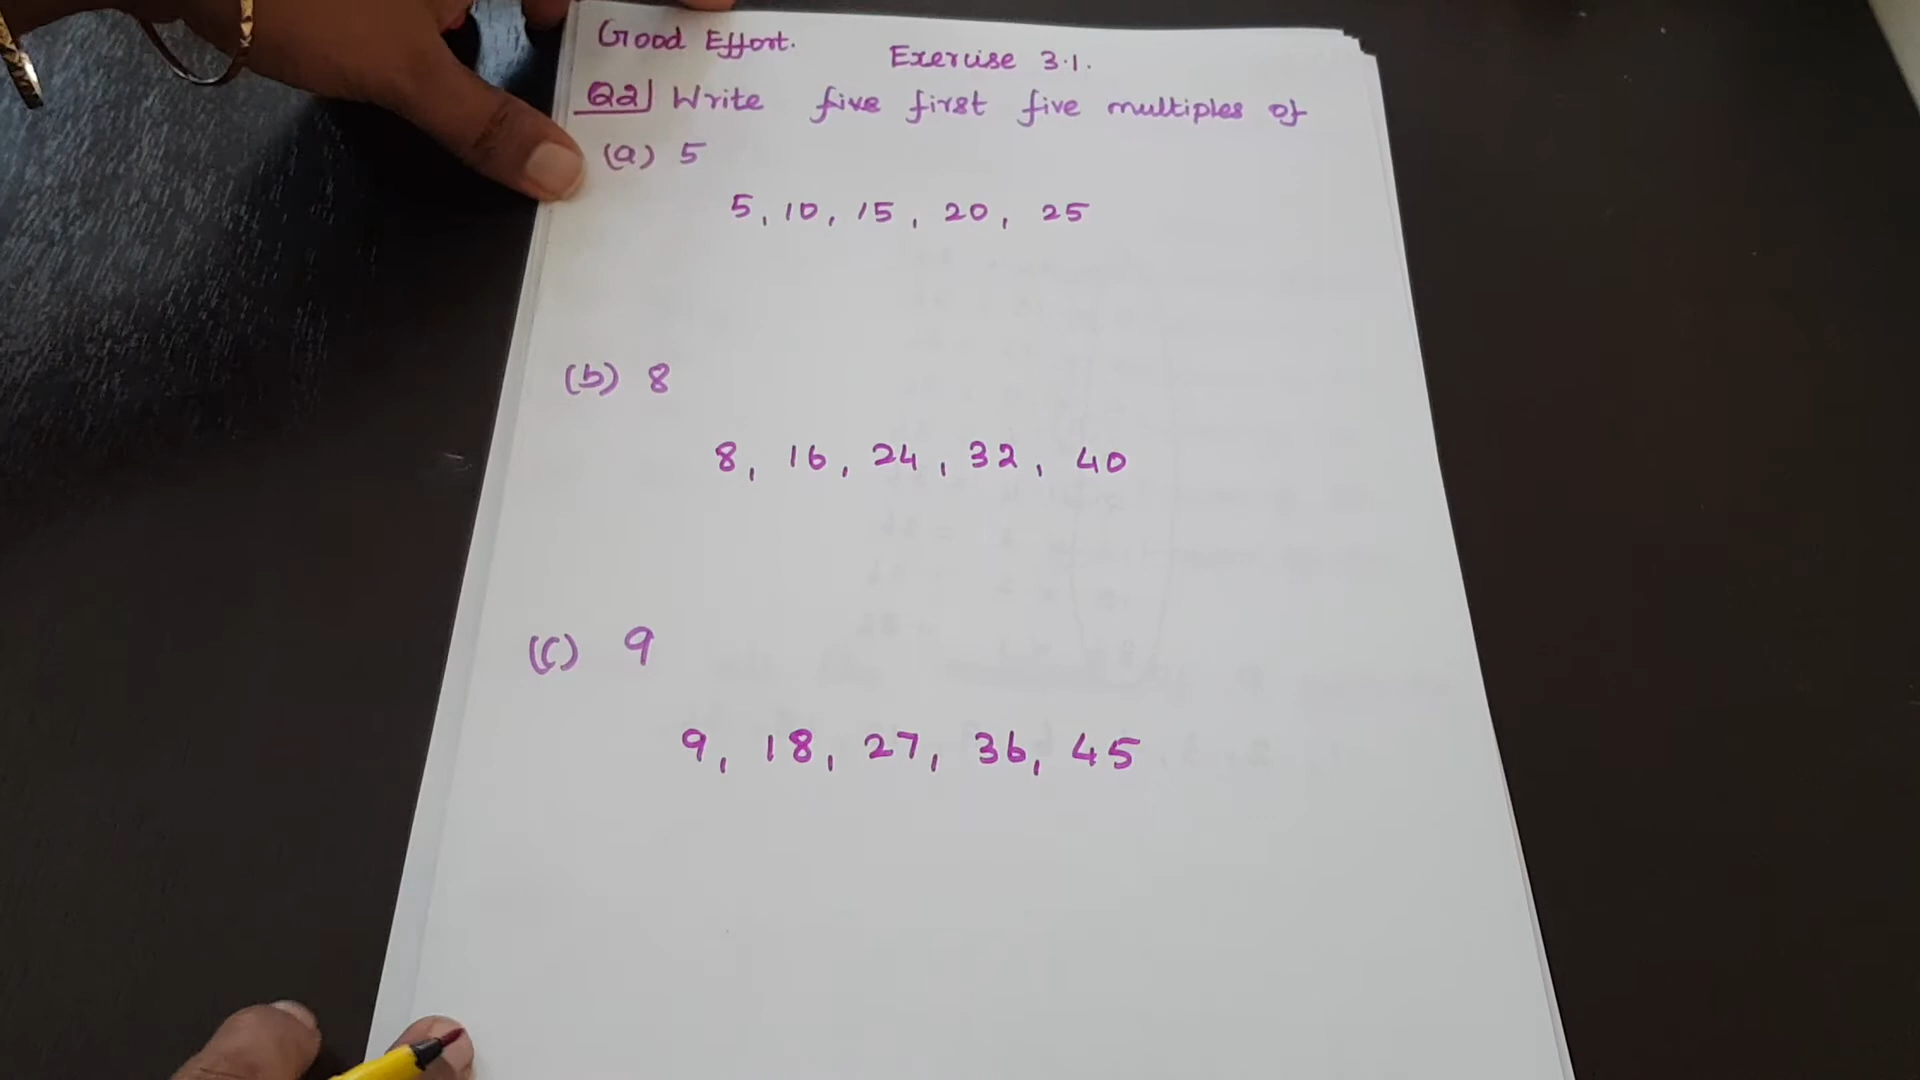 Good Effort.
Exercise 3.1.
Q2 Write five first five multiples of
(a) 5
5, 10, 15, 20, 25
(b) 8
8, 16, 24, 32, 40
(c) 9
9, 18, 27, 36, 45